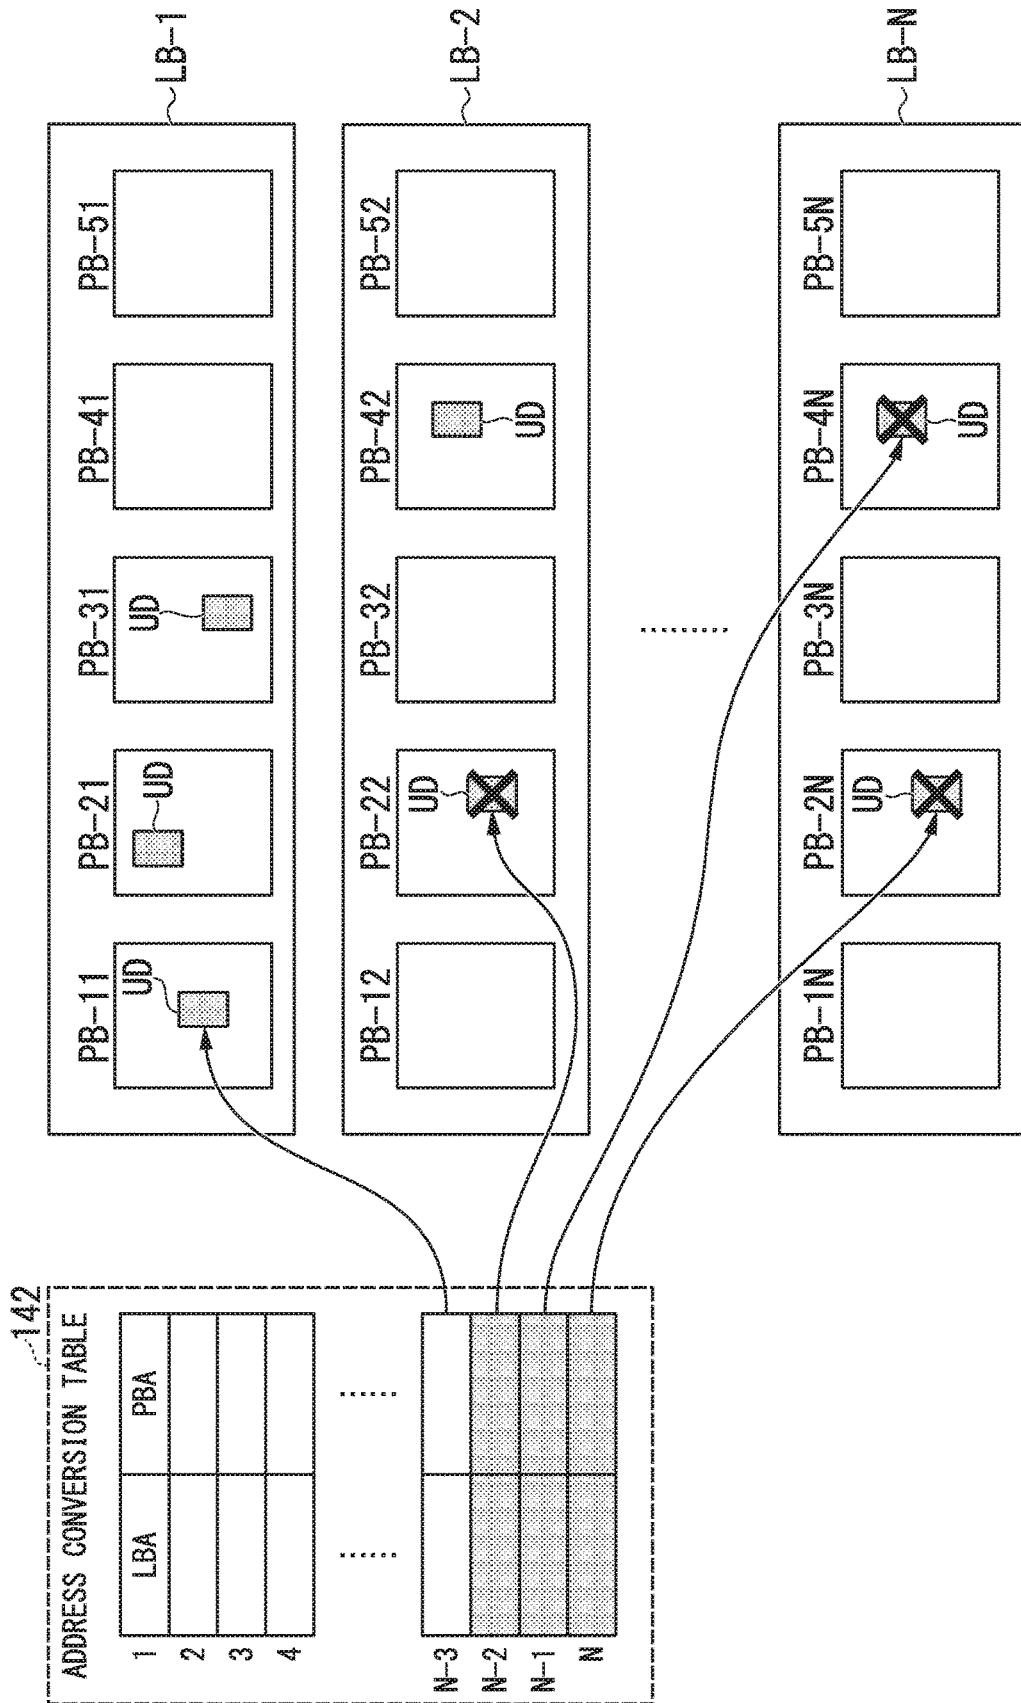 142
ADDRESS CONVERSION TABLE
LBA PBA
1
2
3
4
N-3
N-2
N-1
N
PB-11 PB-21 PB-31 PB-41 PB-51
UD UD UD
LB-1
PB-12 PB-22 PB-32 PB-42 PB-52
UD UD
LB-2
PB-1N PB-2N PB-3N PB-4N PB-5N
UD UD
LB-N